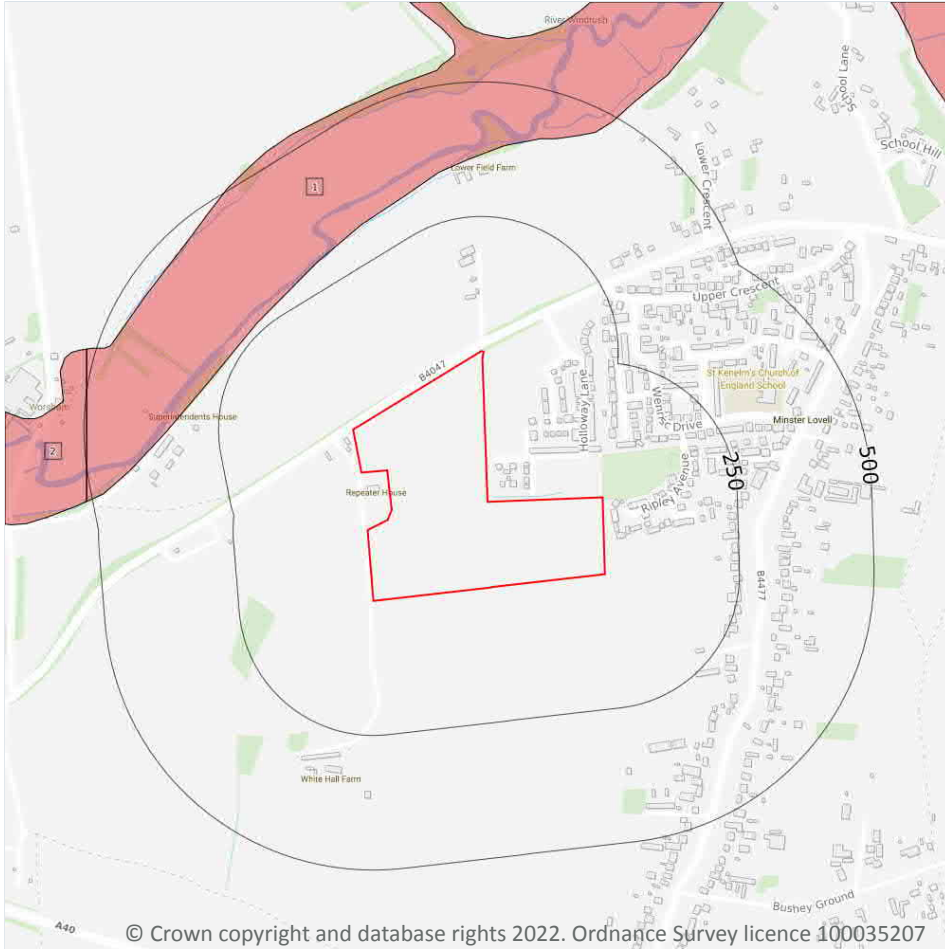 River Windrush
School Lane
School Hill
1
Lower Field Farm
Lower Crescent
Upper Crescent
B4047
St Kenelm's Church of
England School
Holloway Lane
Wenrisc
Drive
Minster Lovell
Worsham
Superintendents House
2
250
500
Repeater House
Ripley Avenue
B4477
White Hall Farm
Bushey Ground
A40
© Crown copyright and database rights 2022. Ordnance Survey licence 100035207